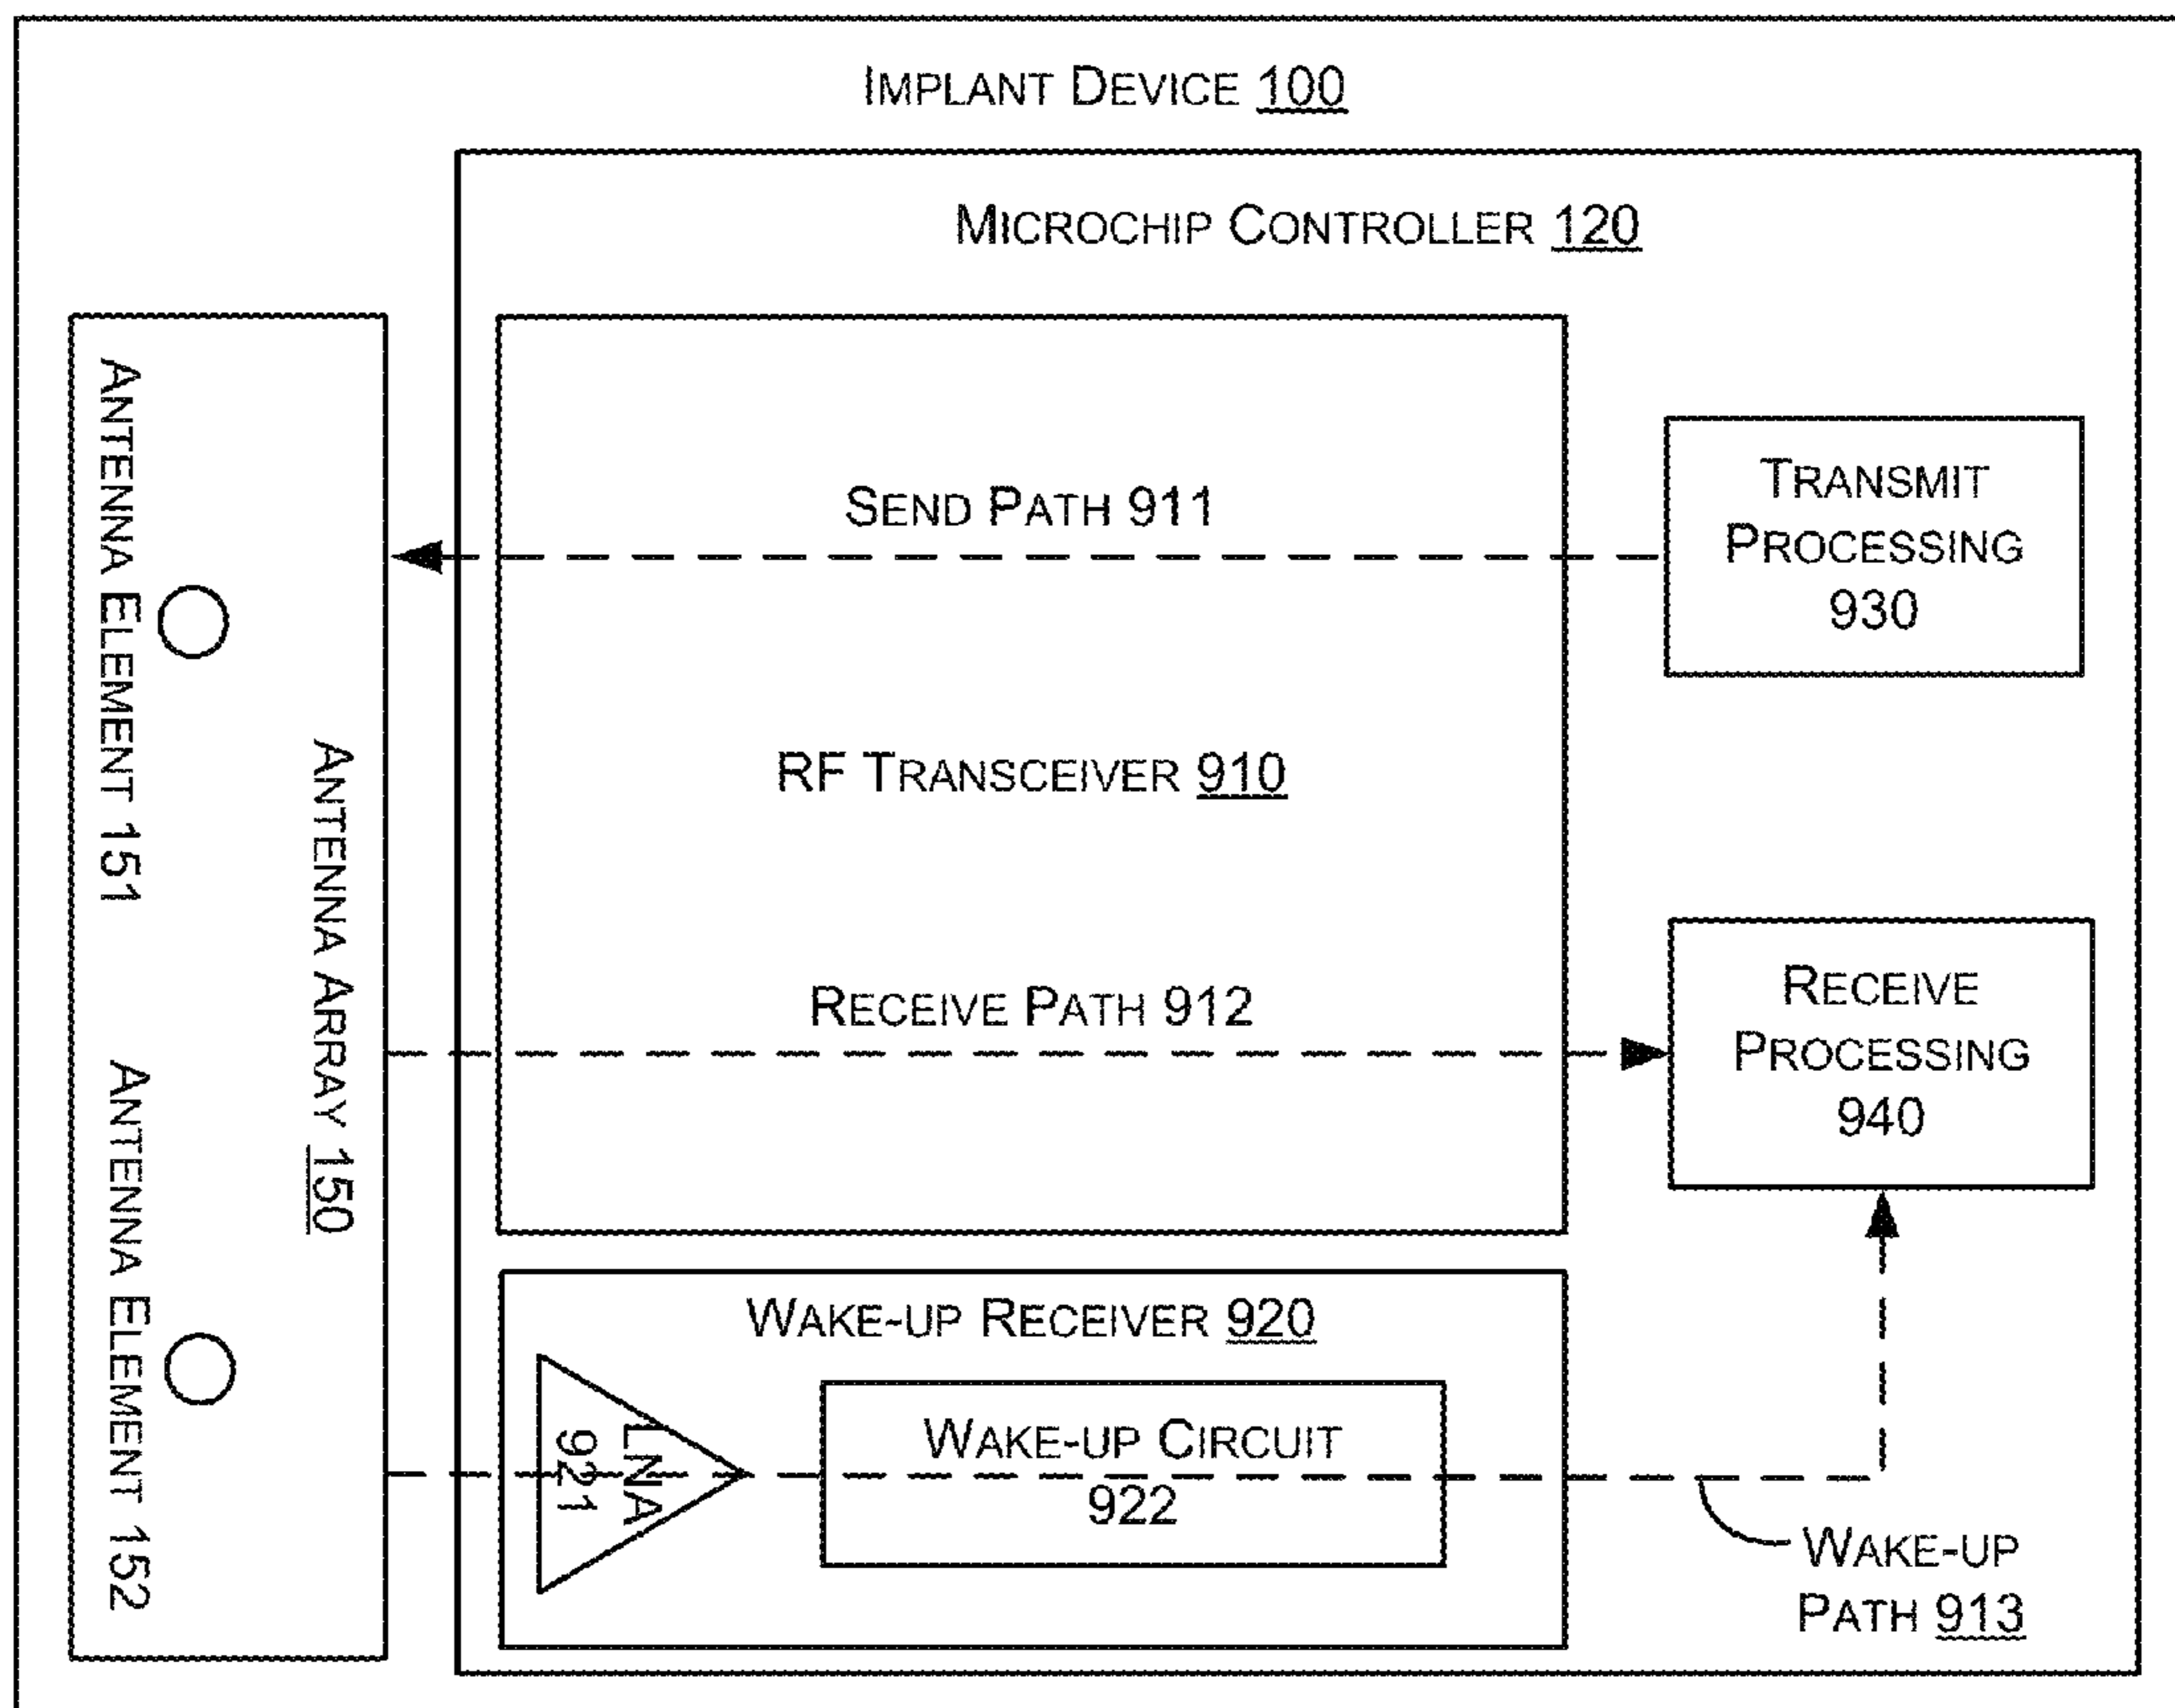 IMPLANT DEVICE 100
MICROCHIP CONTROLLER 120
ANTENNA ELEMENT 151
ANTENNA ELEMENT 152
ANTENNA ARRAY 150
SEND PATH 911
TRANSMIT
PROCESSING
930
RF TRANSCEIVER 910
RECEIVE PATH 912
RECEIVE
PROCESSING
940
WAKE-UP RECEIVER 920
LNA
921
WAKE-UP CIRCUIT
922
WAKE-UP
PATH 913